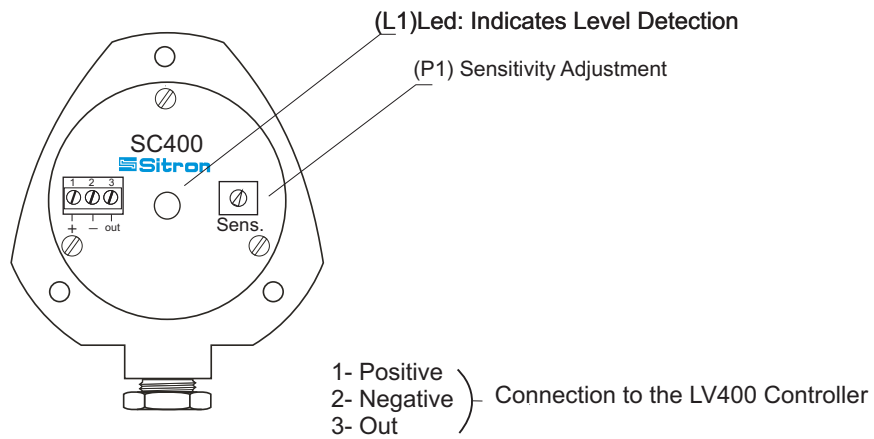 (L1)Led: Indicates Level Detection
(P1) Sensitivity Adjustment
SC400
Sitron
1 2 3
+ – out
Sens.
1- Positive
2- Negative
3- Out
Connection to the LV400 Controller